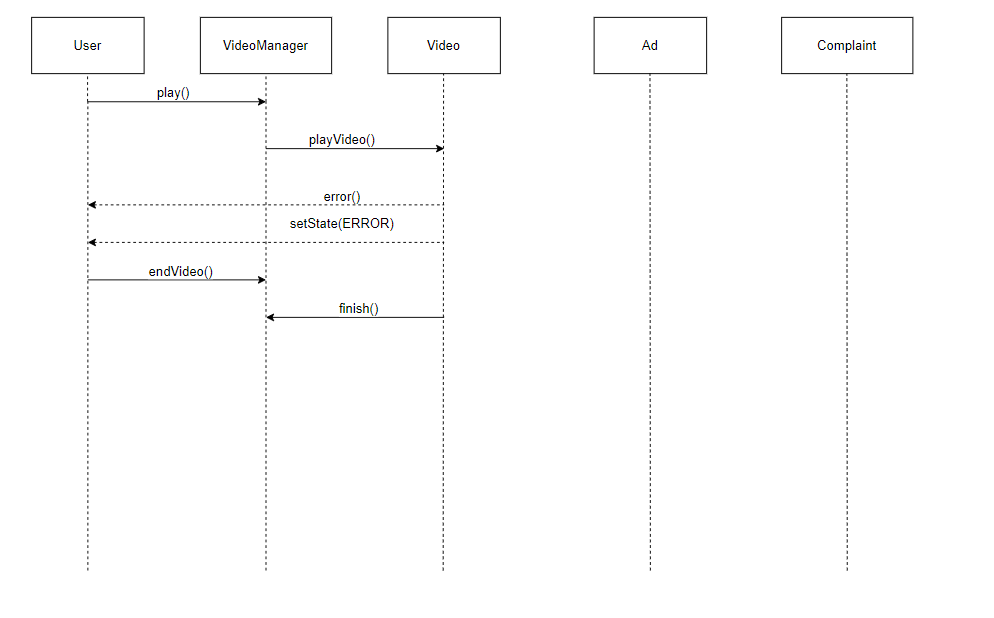 User
VideoManager
Video
Ad
Complaint
play()
playVideo()
error()
setState(ERROR)
endVideo()
finish()